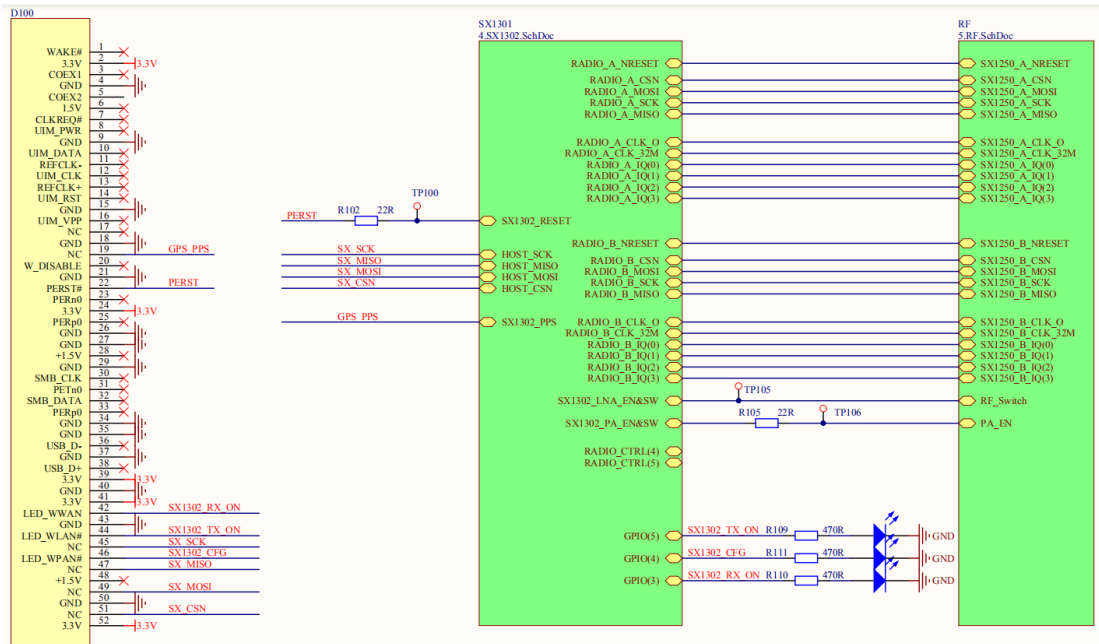 D100
WAKE# 1
3.3V 2 3.3V
COEX1 3
GND 4
COEX2 5
1.5V 6
CLKREQ# 7
UIM_PWR 8
GND 9
UIM_DATA 10
REFCLK- 11
UIM_CLK 12
REFCLK+ 13
UIM_RST 14
GND 15
UIM_VPP 16
NC 17
GND 18
NC 19 GPS_PPS
W_DISABLE 20
GND 21
PERST# 22 PERST
PERn0 23
3.3V 24 3.3V
PERp0 25
GND 26
GND 27
+1.5V 28
GND 29
SMB_CLK 30
PETn0 31
SMB_DATA 32
PERp0 33
GND 34
GND 35
USB_D- 36
GND 37
USB_D+ 38
3.3V 39 3.3V
GND 40
3.3V 41 3.3V
LED_WWAN 42 SX1302_RX_ON
GND 43
LED_WLAN# 44 SX1302_TX_ON
NC 45 SX_SCK
LED_WPAN# 46 SX1302_CFG
NC 47 SX_MISO
+1.5V 48
NC 49 SX_MOSI
GND 50
NC 51 SX_CSN
3.3V 52 3.3V
SX1301
4.SX1302.SchDoc
PERST R102 22R TP100 SX1302_RESET
SX_SCK HOST_SCK
SX_MISO HOST_MISO
SX_MOSI HOST_MOSI
SX_CSN HOST_CSN
GPS_PPS SX1302_PPS
RF
5.RF.SchDoc
RADIO_A_NRESET SX1250_A_NRESET
RADIO_A_CSN SX1250_A_CSN
RADIO_A_MOSI SX1250_A_MOSI
RADIO_A_SCK SX1250_A_SCK
RADIO_A_MISO SX1250_A_MISO
RADIO_A_CLK_O SX1250_A_CLK_O
RADIO_A_CLK_32M SX1250_A_CLK_32M
RADIO_A_IQ(0) SX1250_A_IQ(0)
RADIO_A_IQ(1) SX1250_A_IQ(1)
RADIO_A_IQ(2) SX1250_A_IQ(2)
RADIO_A_IQ(3) SX1250_A_IQ(3)
RADIO_B_NRESET SX1250_B_NRESET
RADIO_B_CSN SX1250_B_CSN
RADIO_B_MOSI SX1250_B_MOSI
RADIO_B_SCK SX1250_B_SCK
RADIO_B_MISO SX1250_B_MISO
RADIO_B_CLK_O SX1250_B_CLK_O
RADIO_B_CLK_32M SX1250_B_CLK_32M
RADIO_B_IQ(0) SX1250_B_IQ(0)
RADIO_B_IQ(1) SX1250_B_IQ(1)
RADIO_B_IQ(2) SX1250_B_IQ(2)
RADIO_B_IQ(3) SX1250_B_IQ(3)
TP105
SX1302_LNA_EN&SW RF_Switch
SX1302_PA_EN&SW R105 22R TP106 PA_EN
RADIO_CTRL(4)
RADIO_CTRL(5)
GPIO(5) SX1302_TX_ON R109 470R GND
GPIO(4) SX1302_CFG R111 470R GND
GPIO(3) SX1302_RX_ON R110 470R GND